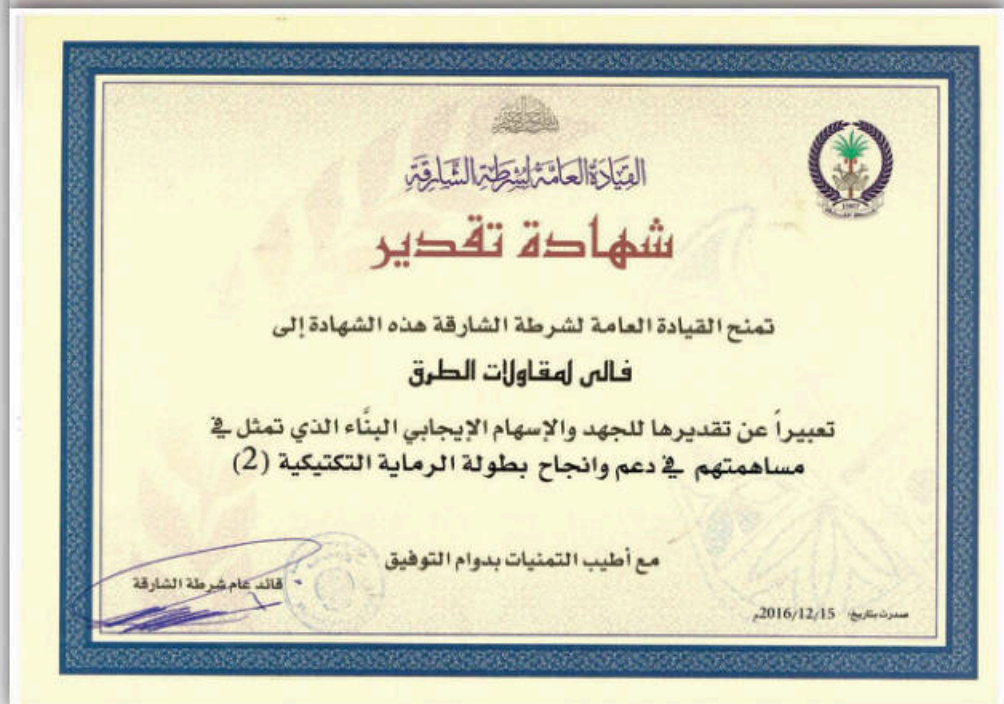 بسم الله الرحمن الرحيم
القيادة العامة لشرطة الشارقة
شهادة تقدير
تمنح القيادة العامة لشرطة الشارقة هذه الشهادة إلى
فالى لمقاولات الطرق
تعبيراً عن تقديرها للجهد والإسهام الإيجابي البنَّاء الذي تمثل في
مساهمتهم في دعم وانجاح بطولة الرماية التكتيكية (2)
مع أطيب التمنيات بدوام التوفيق
قائد عام شرطة الشارقة
صدرت بتاريخ: 2016/12/15م